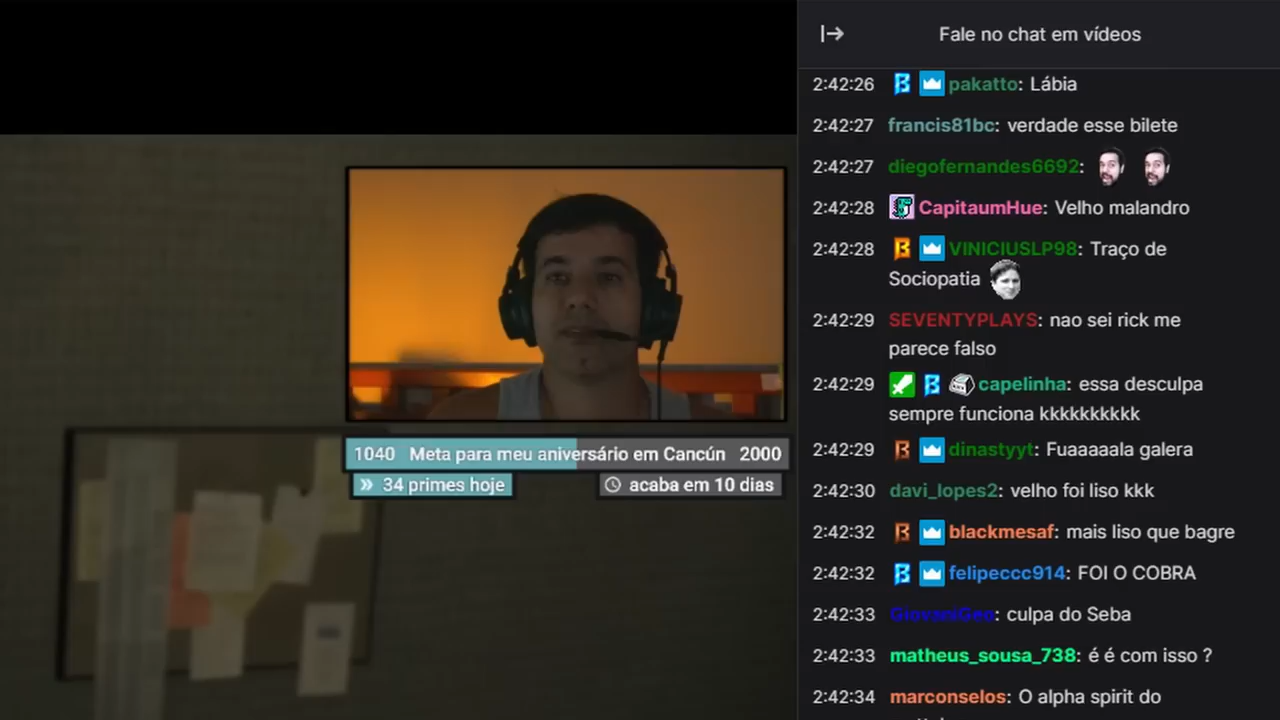 Fale no chat em vídeos
2:42:26 pakatto: Lábia
2:42:27 francis81bc: verdade esse bilete
2:42:27 diegofernandes6692:
2:42:28 CapitaumHue: Velho malandro
2:42:28 VINICIUSLP98: Traço de
Sociopatia
2:42:29 SEVENTYPLAYS: nao sei rick me
parece falso
2:42:29 capelinha: essa desculpa
sempre funciona kkkkkkkkkk
2:42:29 dinastyyt: Fuaaaaala galera
2:42:30 davi_lopes2: velho foi liso kkk
2:42:32 blackmesaf: mais liso que bagre
2:42:32 felipeccc914: FOI O COBRA
2:42:33 GiovaniGeo: culpa do Seba
2:42:33 matheus_sousa_738: é é com isso ?
2:42:34 marconselos: O alpha spirit do
1040 Meta para meu aniversário em Cancún 2000
34 primes hoje
acaba em 10 dias